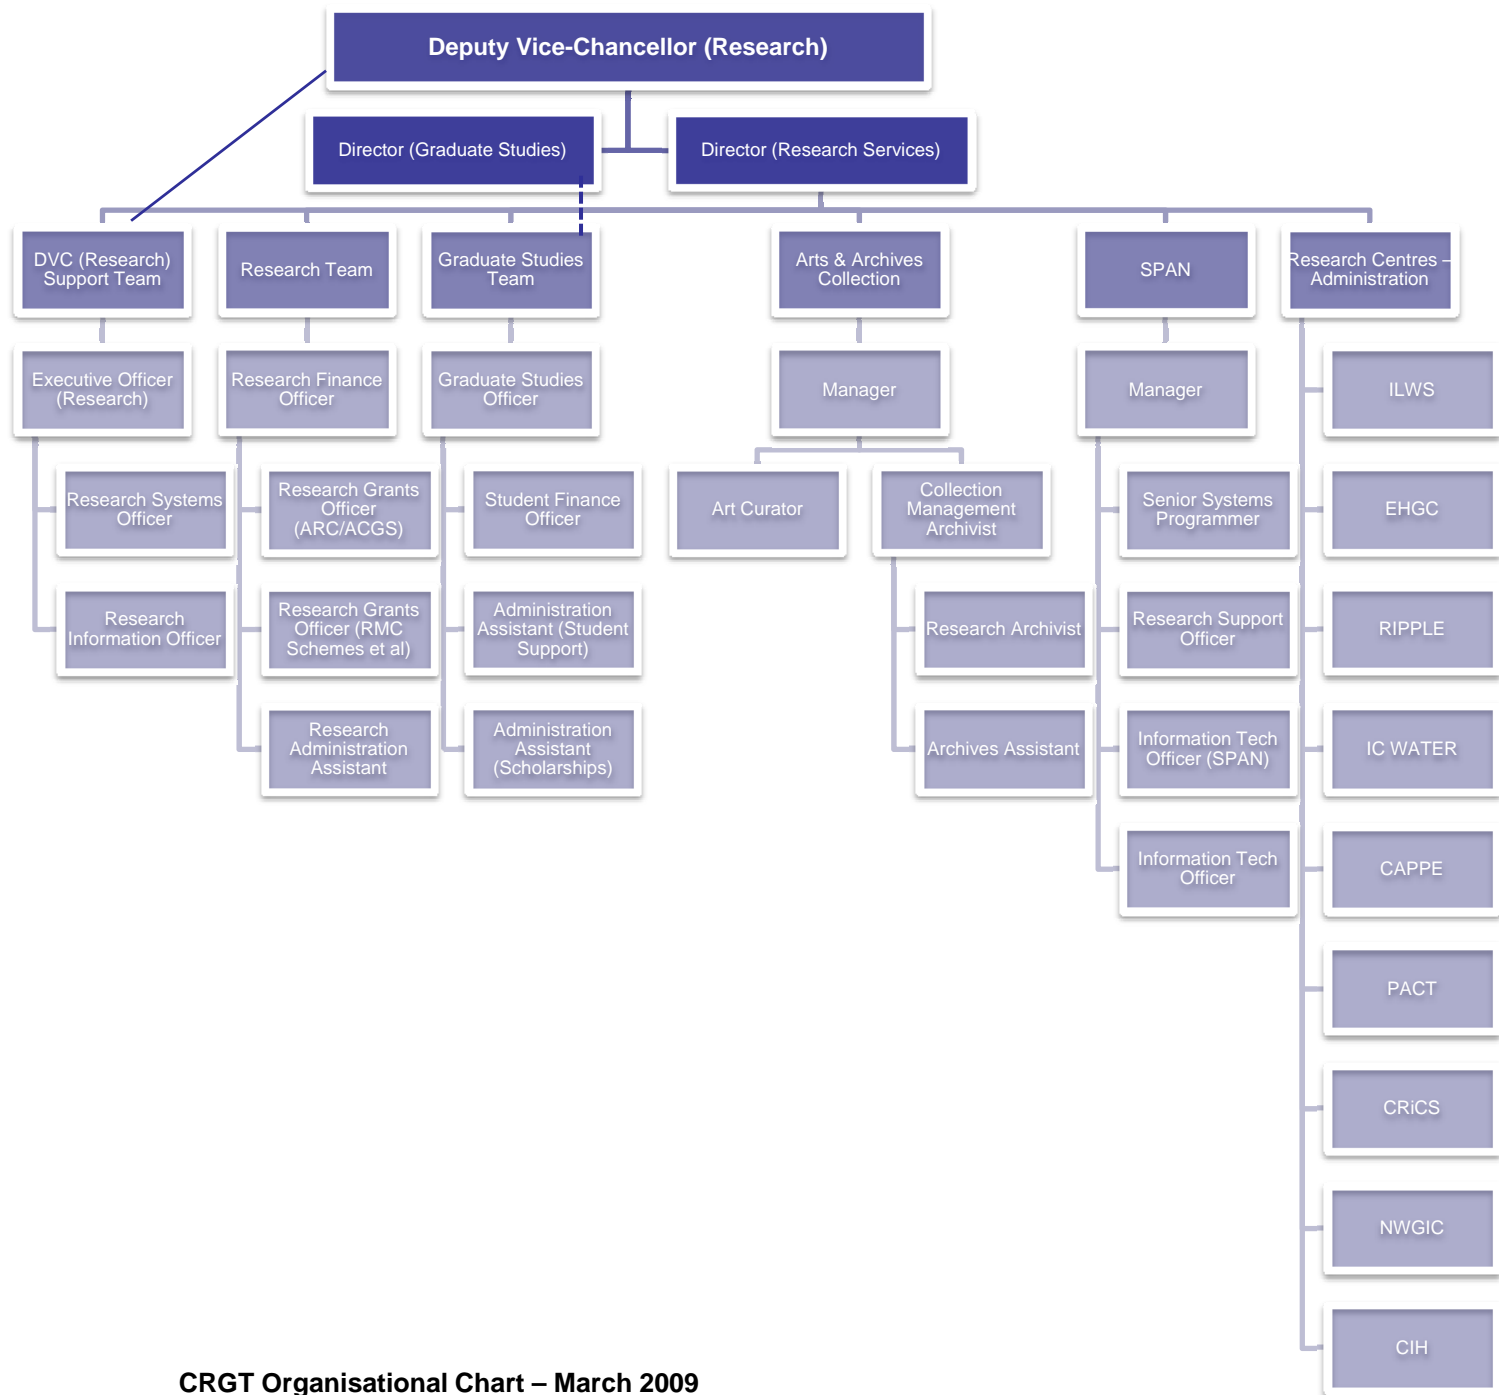 Deputy Vice-Chancellor (Research)
Director (Graduate Studies)
Director (Research Services)
DVC (Research)
Support Team
Research Team
Graduate Studies
Team
Arts & Archives
Collection
SPAN
Research Centres –
Administration
Executive Officer
(Research)
Research Finance
Officer
Graduate Studies
Officer
Manager
Manager
ILWS
Research Systems
Officer
Research Grants
Officer
(ARC/ACGS)
Student Finance
Officer
Art Curator
Collection
Management
Archivist
Senior Systems
Programmer
EHGC
Research
Information Officer
Research Grants
Officer (RMC
Schemes et al)
Administration
Assistant (Student
Support)
Research Archivist
Research Support
Officer
RIPPLE
Research
Administration
Assistant
Administration
Assistant
(Scholarships)
Archives Assistant
Information Tech
Officer (SPAN)
IC WATER
Information Tech
Officer
CAPPE
PACT
CRiCS
NWGIC
CIH
CRGT Organisational Chart – March 2009